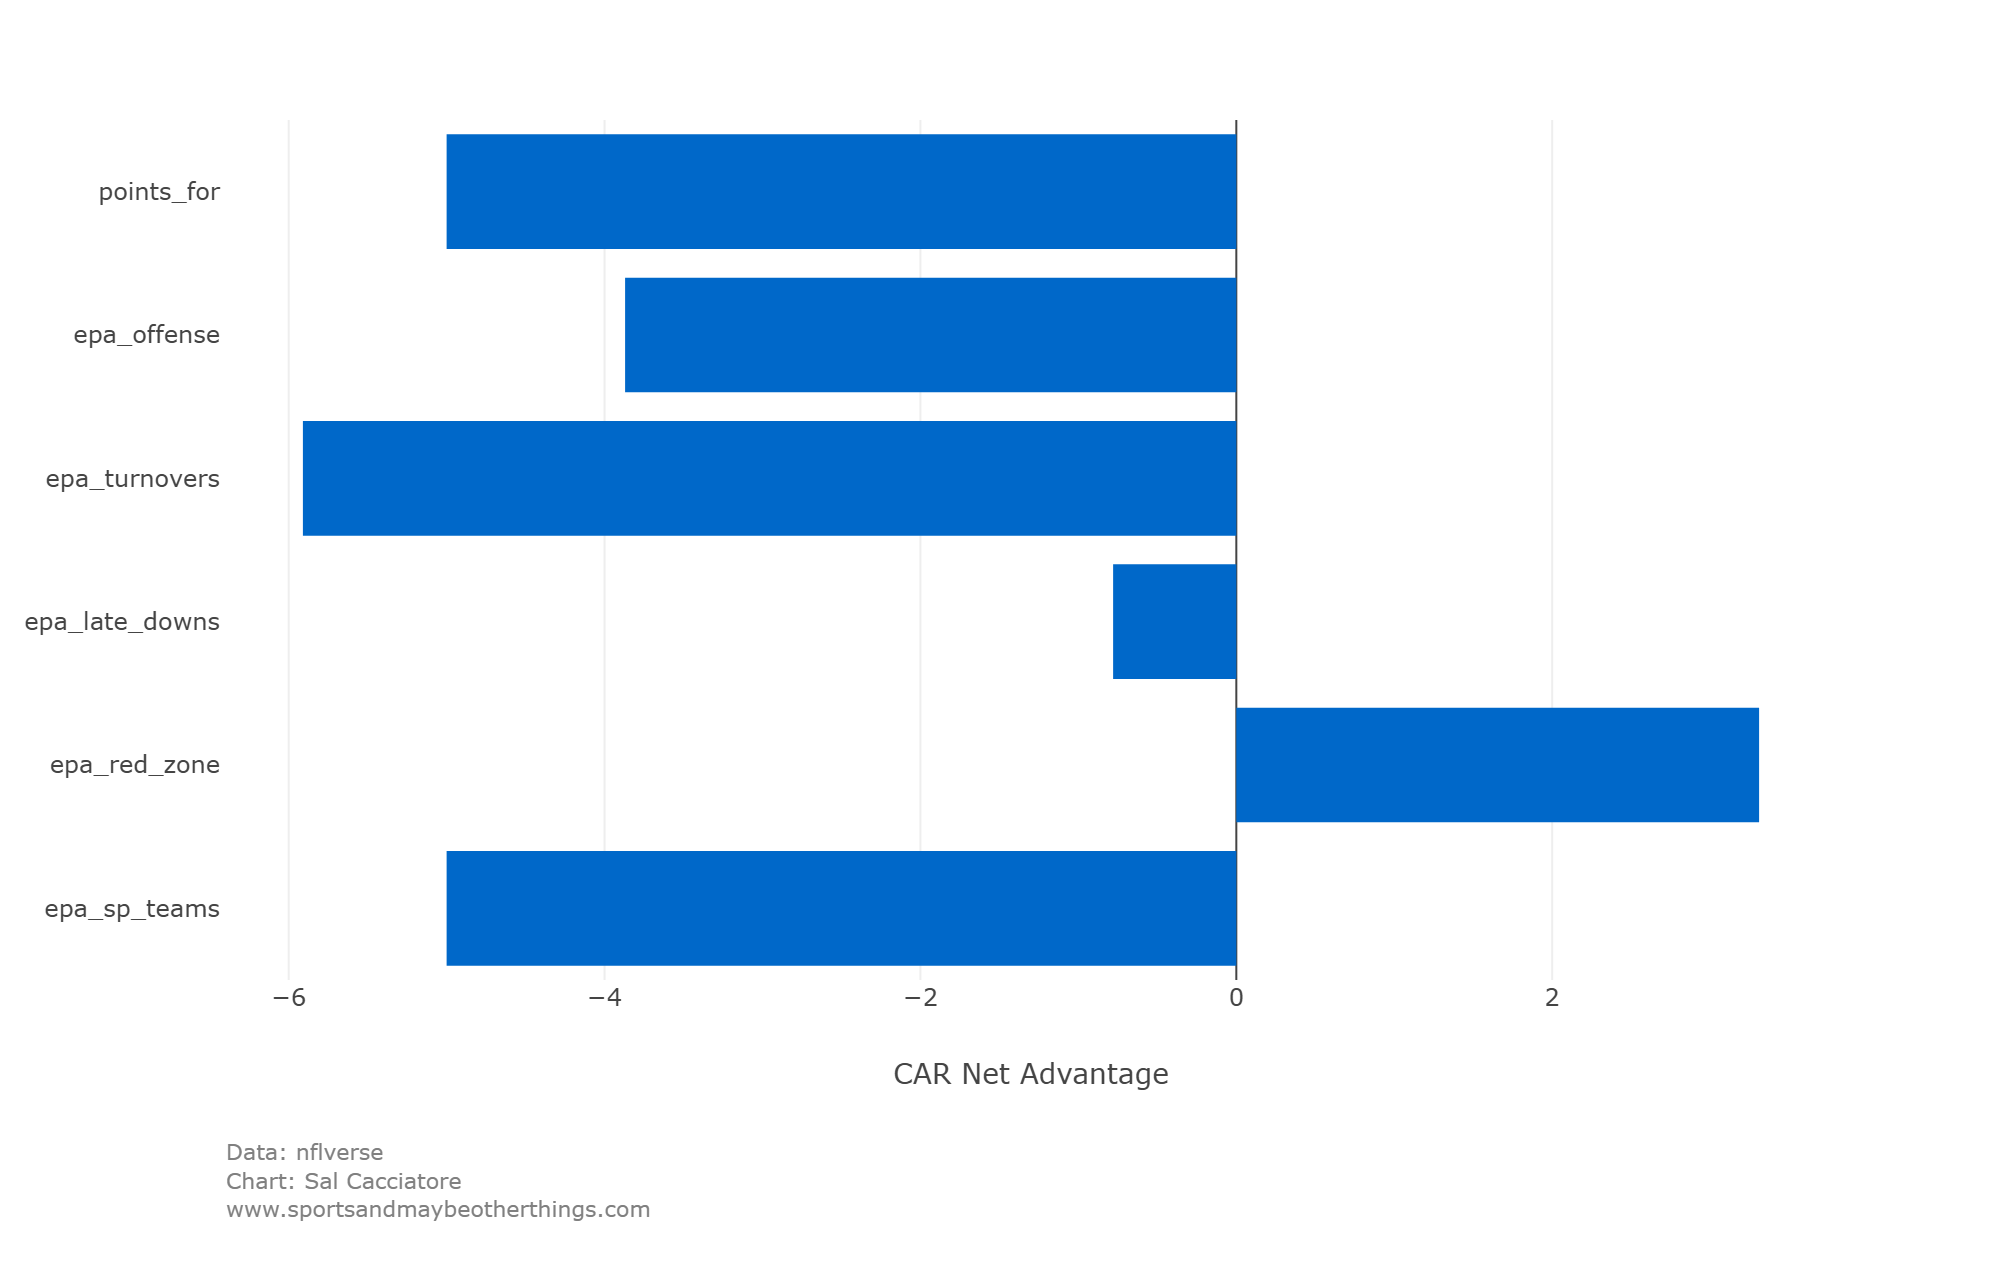 points_for
epa_offense
epa_turnovers
epa_late_downs
epa_red_zone
epa_sp_teams
−6 −4 −2 0 2
CAR Net Advantage
Data: nflverse
Chart: Sal Cacciatore
www.sportsandmaybeotherthings.com